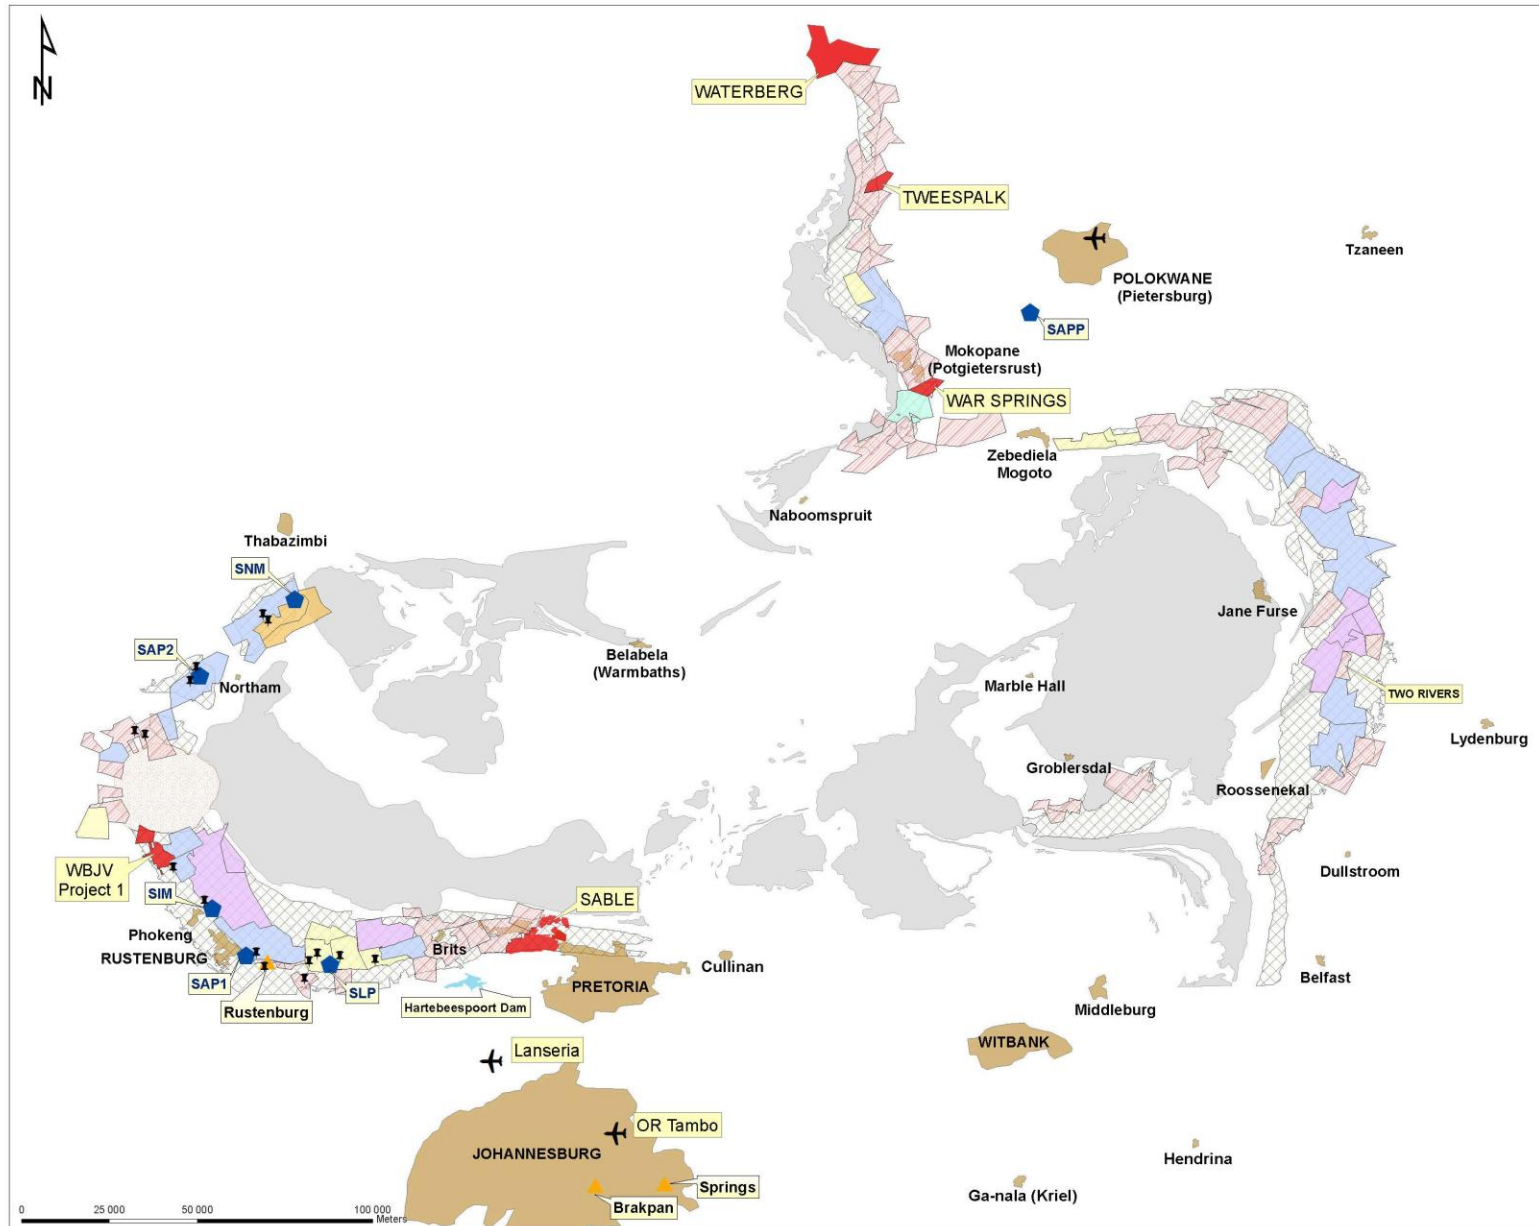 N
WATERBERG
TWEESPALK
Tzaneen
POLOKWANE
(Pietersburg)
SAPP
Mokopane
(Potgietersrust)
WAR SPRINGS
Zebediela
Mogoto
Naboomspruit
Thabazimbi
SNM
Jane Furse
SAP2
Belabela
(Warmbaths)
Northam
Marble Hall
TWO RIVERS
Lydenburg
Groblersdal
Roossenekal
WBJV
Project 1
Dullstroom
SIM
SABLE
Phokeng
RUSTENBURG
Brits
Cullinan
Belfast
SAP1
SLP
PRETORIA
Rustenburg
Hartebeespoort Dam
Middleburg
WITBANK
Lanseria
OR Tambo
JOHANNESBURG
Hendrina
Springs
Ga-nala (Kriel)
Brakpan
0 25 000 50 000 100 000
Meters